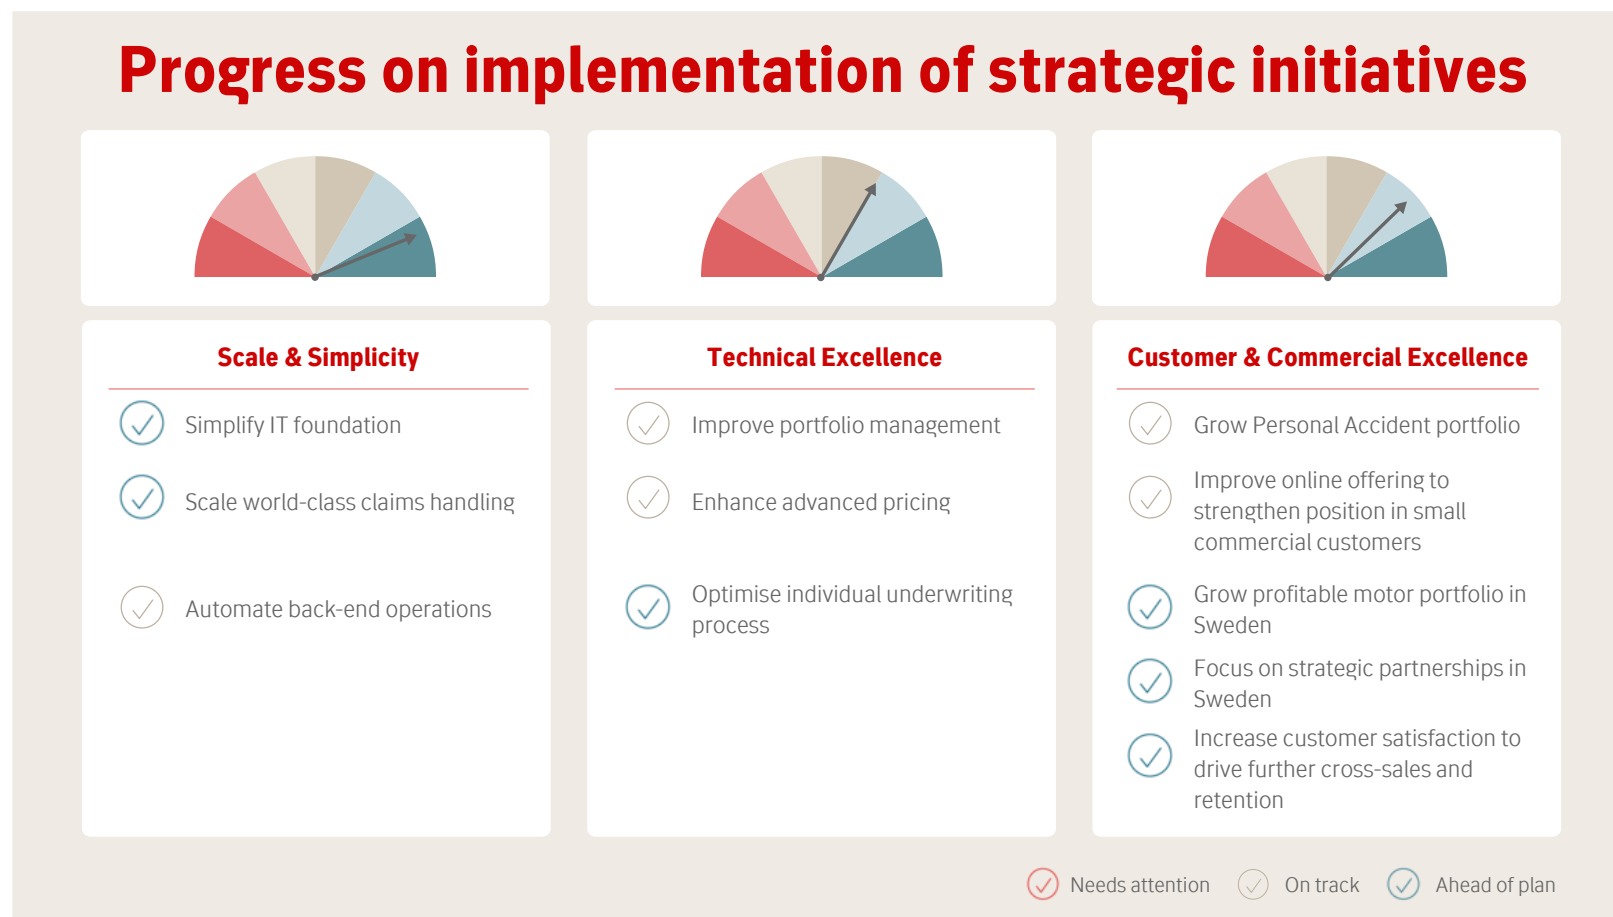 Progress on implementation of strategic initiatives
Scale & Simplicity
Simplify IT foundation
Scale world-class claims handling
Automate back-end operations
Technical Excellence
Improve portfolio management
Enhance advanced pricing
Optimise individual underwriting
process
Customer & Commercial Excellence
Grow Personal Accident portfolio
Improve online offering to
strengthen position in small
commercial customers
Grow profitable motor portfolio in
Sweden
Focus on strategic partnerships in
Sweden
Increase customer satisfaction to
drive further cross-sales and
retention
Needs attention
On track
Ahead of plan